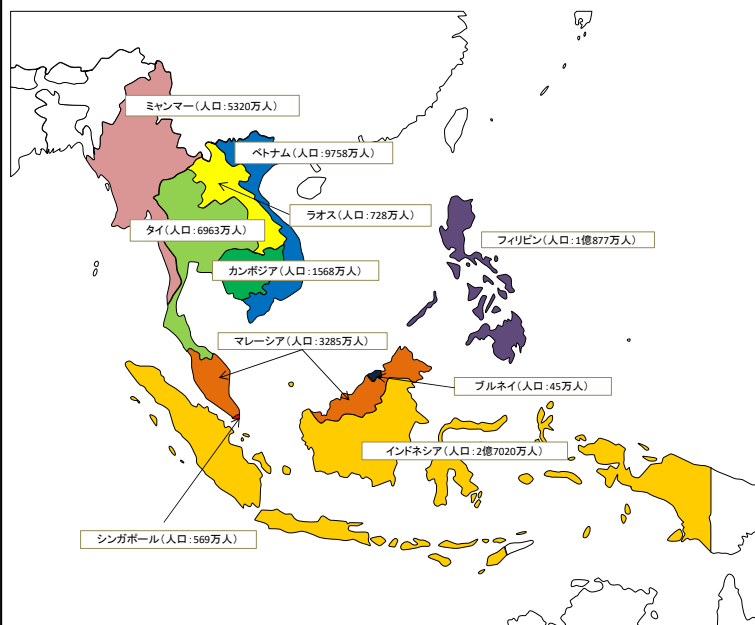 ミャンマー（人口：5320万人）
ベトナム（人口：9758万人）
ラオス（人口：728万人）
タイ（人口：6963万人）
フィリピン（人口：1億877万人）
カンボジア（人口：1568万人）
マレーシア（人口：3285万人）
ブルネイ（人口：45万人）
インドネシア（人口：2億7020万人）
シンガポール（人口：569万人）